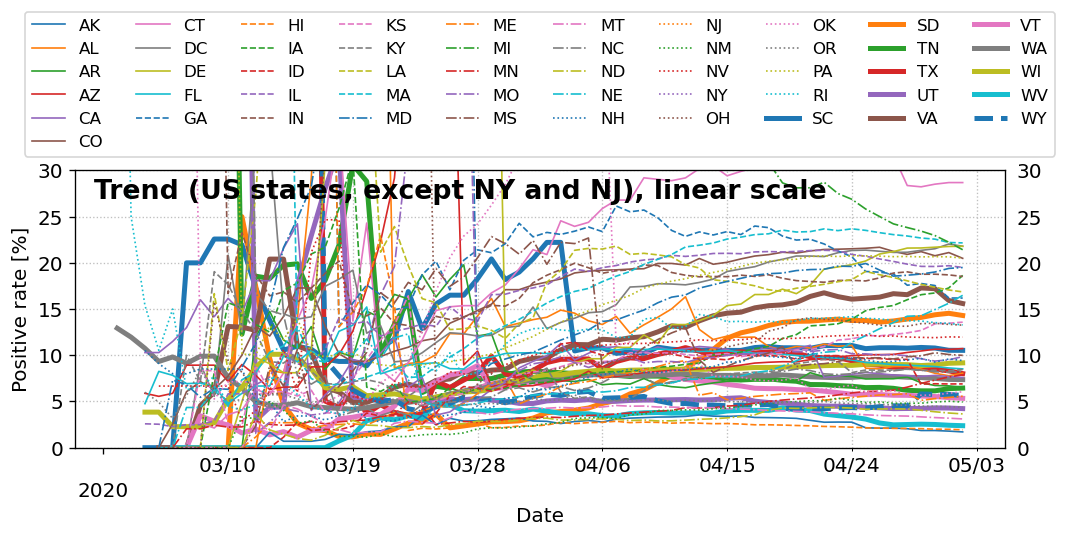 AK CT HI KS ME MT NJ OK SD VT
AL DC IA KY MI NC NM OR TN WA
AR DE ID LA MN ND NV PA TX WI
AZ FL IL MA MO NE NY RI UT WV
CA GA IN MD MS NH OH SC VA WY
CO
Trend (US states, except NY and NJ), linear scale
30 30
25 25
20 20
15 15
10 10
5 5
0 0
Positive rate [%]
03/10 03/19 03/28 04/06 04/15 04/24 05/03
2020
Date